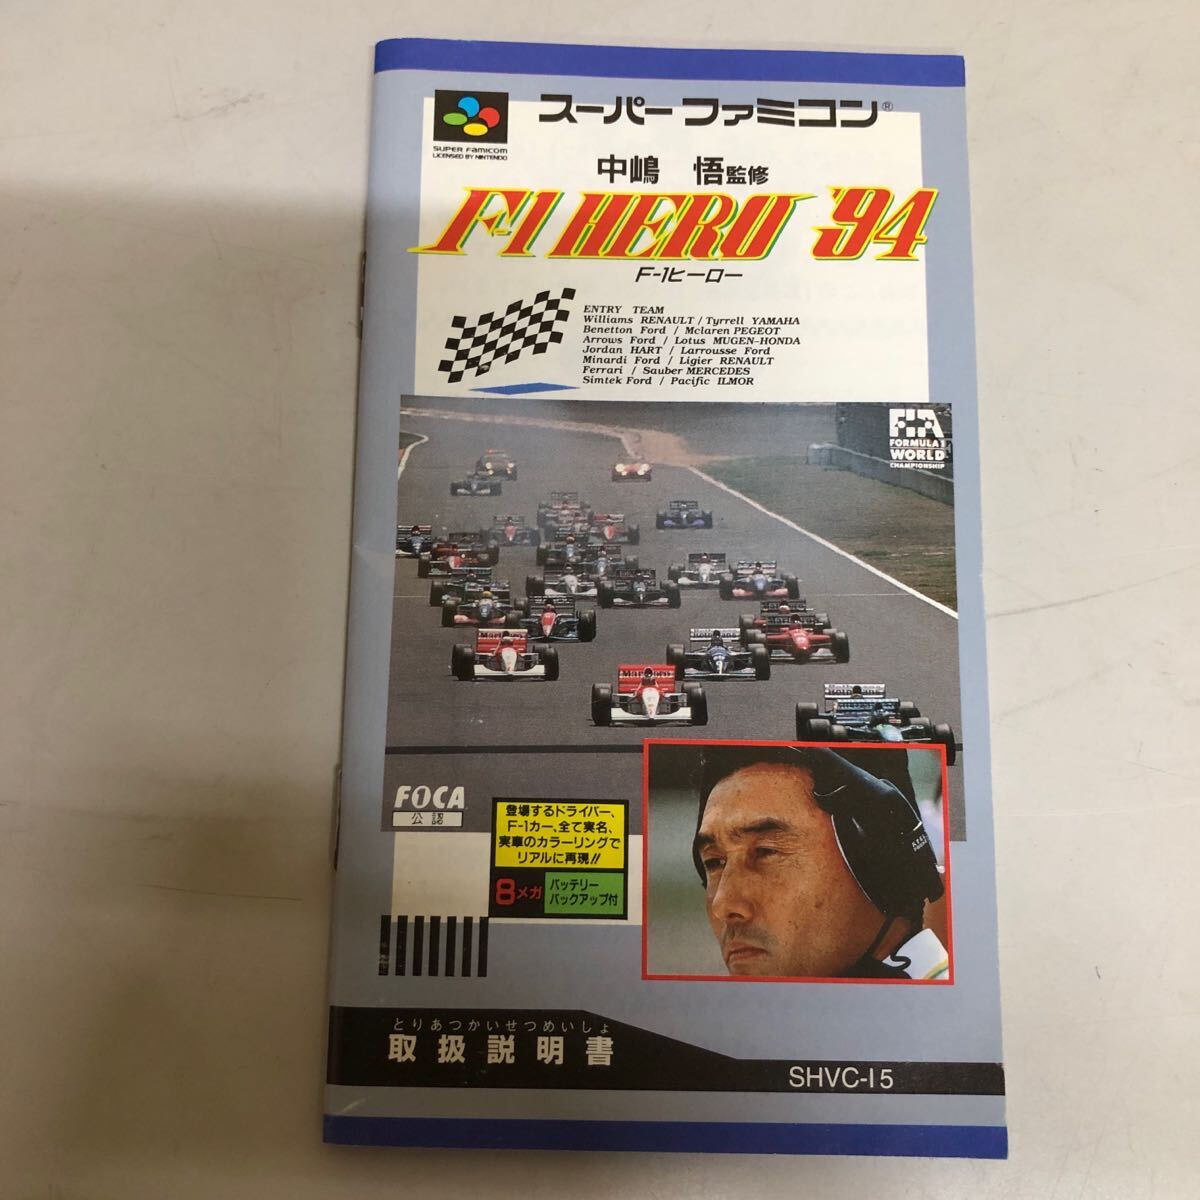 スーパーファミコン®
SUPER FAMICOM
LICENSED BY NINTENDO
中嶋 悟監修
F-1 HERO '94
F-1ヒーロー
ENTRY TEAM
Williams RENAULT / Tyrrell YAMAHA
Benetton Ford / Mclaren PEGEOT
Arrows Ford / Lotus MUGEN-HONDA
Jordan HART / Larrousse Ford
Minardi Ford / Ligier RENAULT
Ferrari / Sauber MERCEDES
Simtek Ford / Pacific ILMOR
FIA
FORMULA 1
WORLD
CHAMPIONSHIP
Marlboro
Marlboro
FOCA
公認
登場するドライバー、
F-1カー、全て実名、
実車のカラーリングで
リアルに再現!!
8メガ
バッテリー
バックアップ付
とりあつかいせつめいしょ
取扱説明書
SHVC-I5